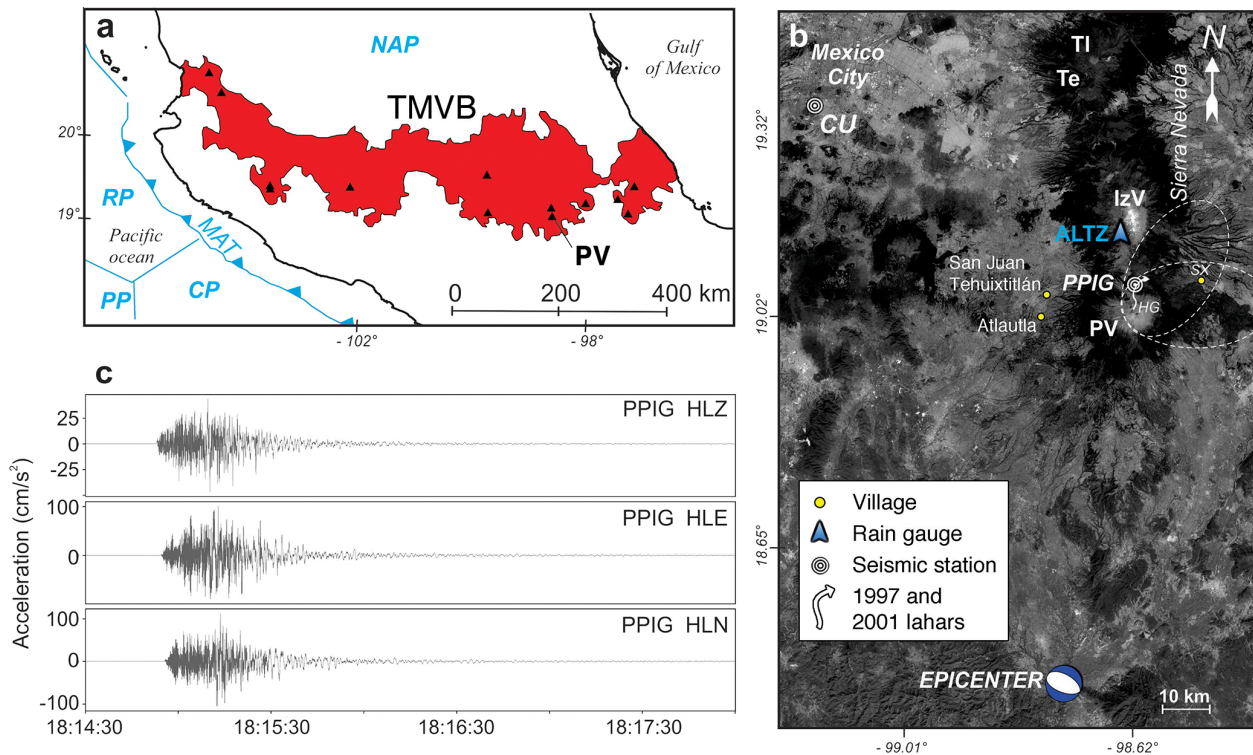 a
NAP
Gulf
of Mexico
TMVB
20°
19°
RP
MAT
Pacific
ocean
PP
CP
PV
0 200 400 km
- 102°
- 98°
b
Mexico
City
CU
Tl
Te
N
Sierra Nevada
19.32°
IzV
ALTZ
San Juan
Tehuixtitlán
PPIG
SX
HG
19.02°
Atlautla
PV
18.65°
Village
Rain gauge
Seismic station
1997 and
2001 lahars
EPICENTER
10 km
- 99.01°
- 98.62°
c
Acceleration (cm/s²)
PPIG HLZ
25
0
-25
PPIG HLE
100
0
PPIG HLN
100
0
-100
18:14:30 18:15:30 18:16:30 18:17:30